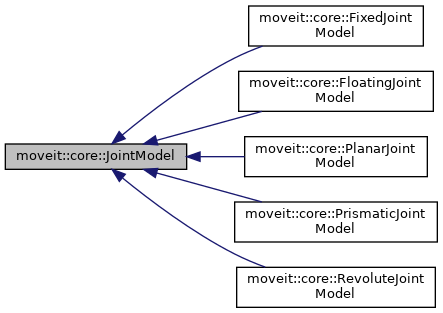 moveit::core::FixedJoint
Model
moveit::core::FloatingJoint
Model
moveit::core::JointModel
moveit::core::PlanarJoint
Model
moveit::core::PrismaticJoint
Model
moveit::core::RevoluteJoint
Model